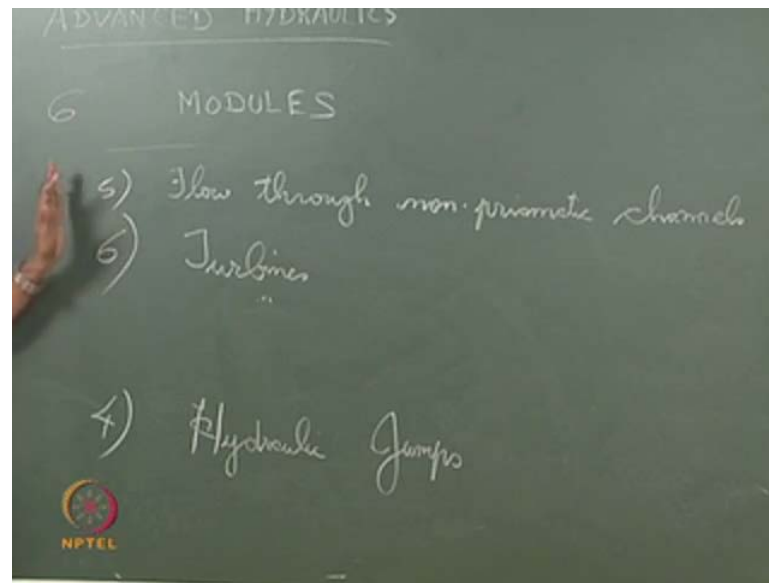 ADVANCED HYDRAULICS
6 MODULES
5) Flow through non-prismatic channels
6) Turbines
4) Hydraulic Jumps
NPTEL